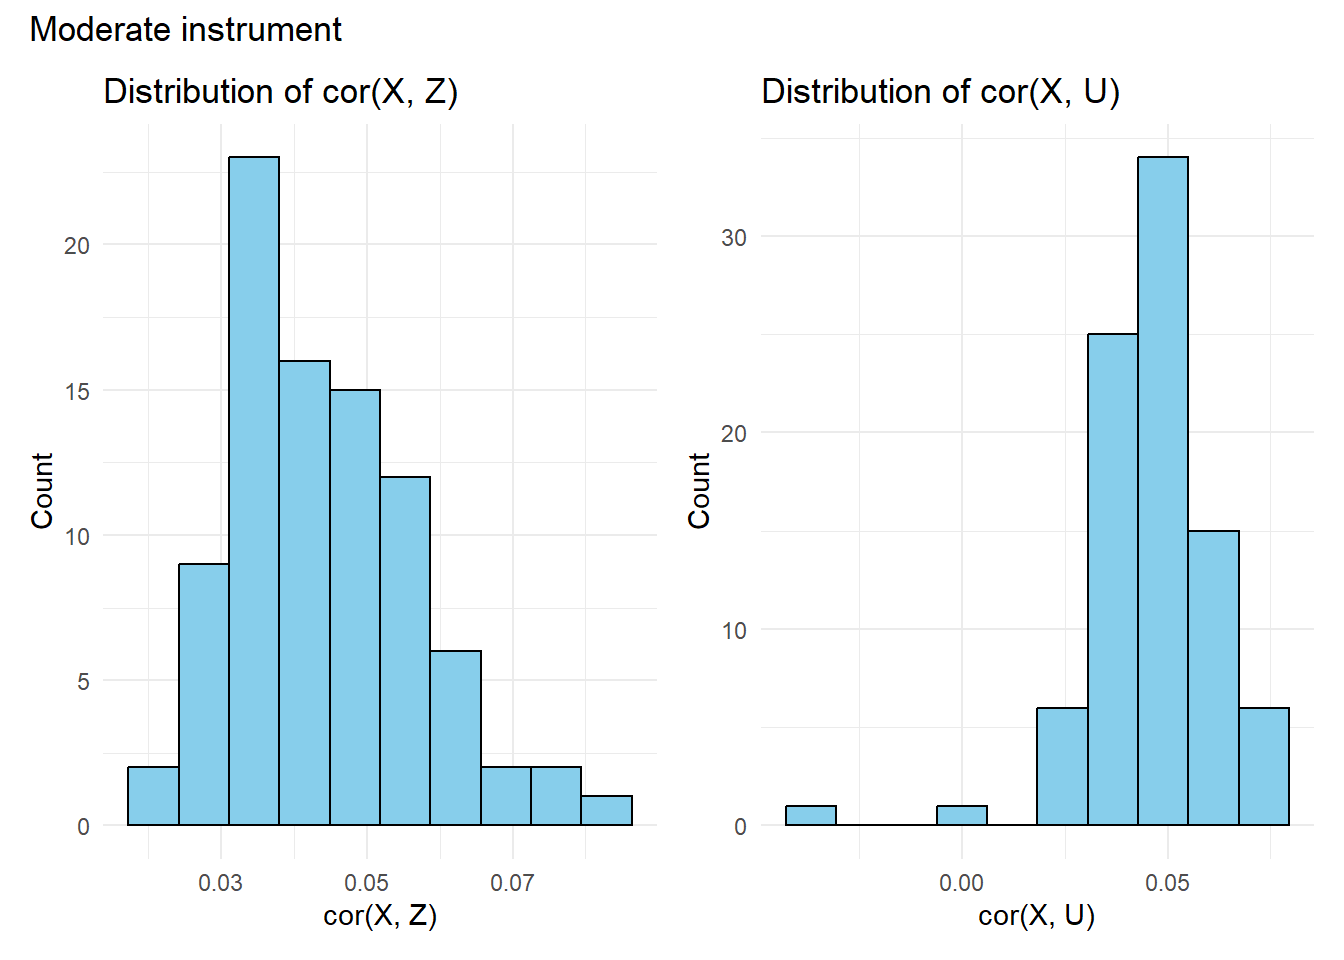 Moderate instrument
Distribution of cor(X, Z)
Count
20
15
10
5
0
0.03 0.05 0.07
cor(X, Z)
Distribution of cor(X, U)
Count
30
20
10
0
0.00 0.05
cor(X, U)